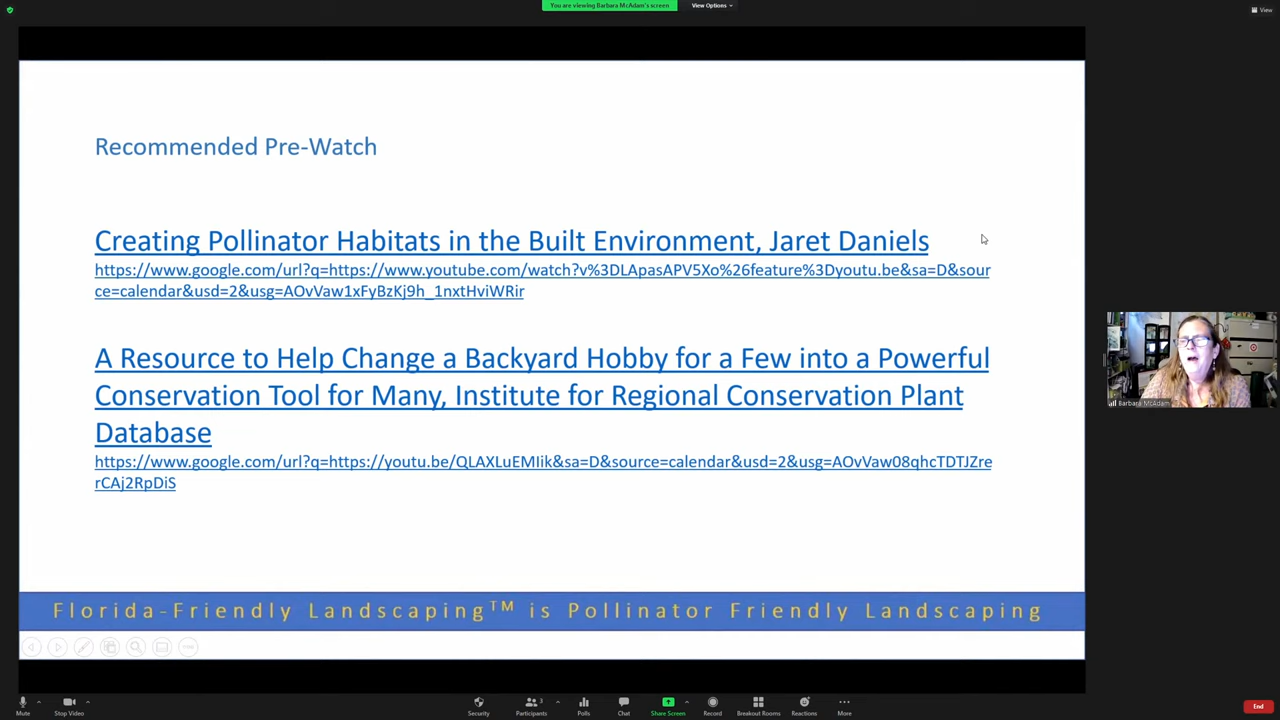 You are viewing Barbara McAdam's screen
View Options
View
Recommended Pre-Watch
Creating Pollinator Habitats in the Built Environment, Jaret Daniels
https://www.google.com/url?q=https://www.youtube.com/watch?v%3DLApasAPV5Xo%26feature%3Dyoutu.be&sa=D&sour
ce=calendar&usd=2&usg=AOvVaw1xFyBzKj9h_1nxtHviWRir
A Resource to Help Change a Backyard Hobby for a Few into a Powerful
Conservation Tool for Many, Institute for Regional Conservation Plant
Database
https://www.google.com/url?q=https://youtu.be/QLAXLuEMIik&sa=D&source=calendar&usd=2&usg=AOvVaw08qhcTDTJZre
rCAj2RpDiS
Barbara McAdam
Florida-Friendly Landscaping™ is Pollinator Friendly Landscaping
Mute
Stop Video
Security
Participants
3
Polls
Chat
Share Screen
Record
Breakout Rooms
Reactions
More
End